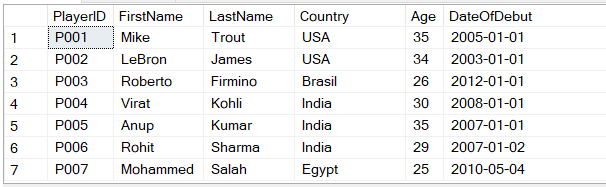 PlayerID FirstName LastName Country Age DateOfDebut
1 P001 Mike Trout USA 35 2005-01-01
2 P002 LeBron James USA 34 2003-01-01
3 P003 Roberto Firmino Brasil 26 2012-01-01
4 P004 Virat Kohli India 30 2008-01-01
5 P005 Anup Kumar India 35 2007-01-01
6 P006 Rohit Sharma India 29 2007-01-02
7 P007 Mohammed Salah Egypt 25 2010-05-04